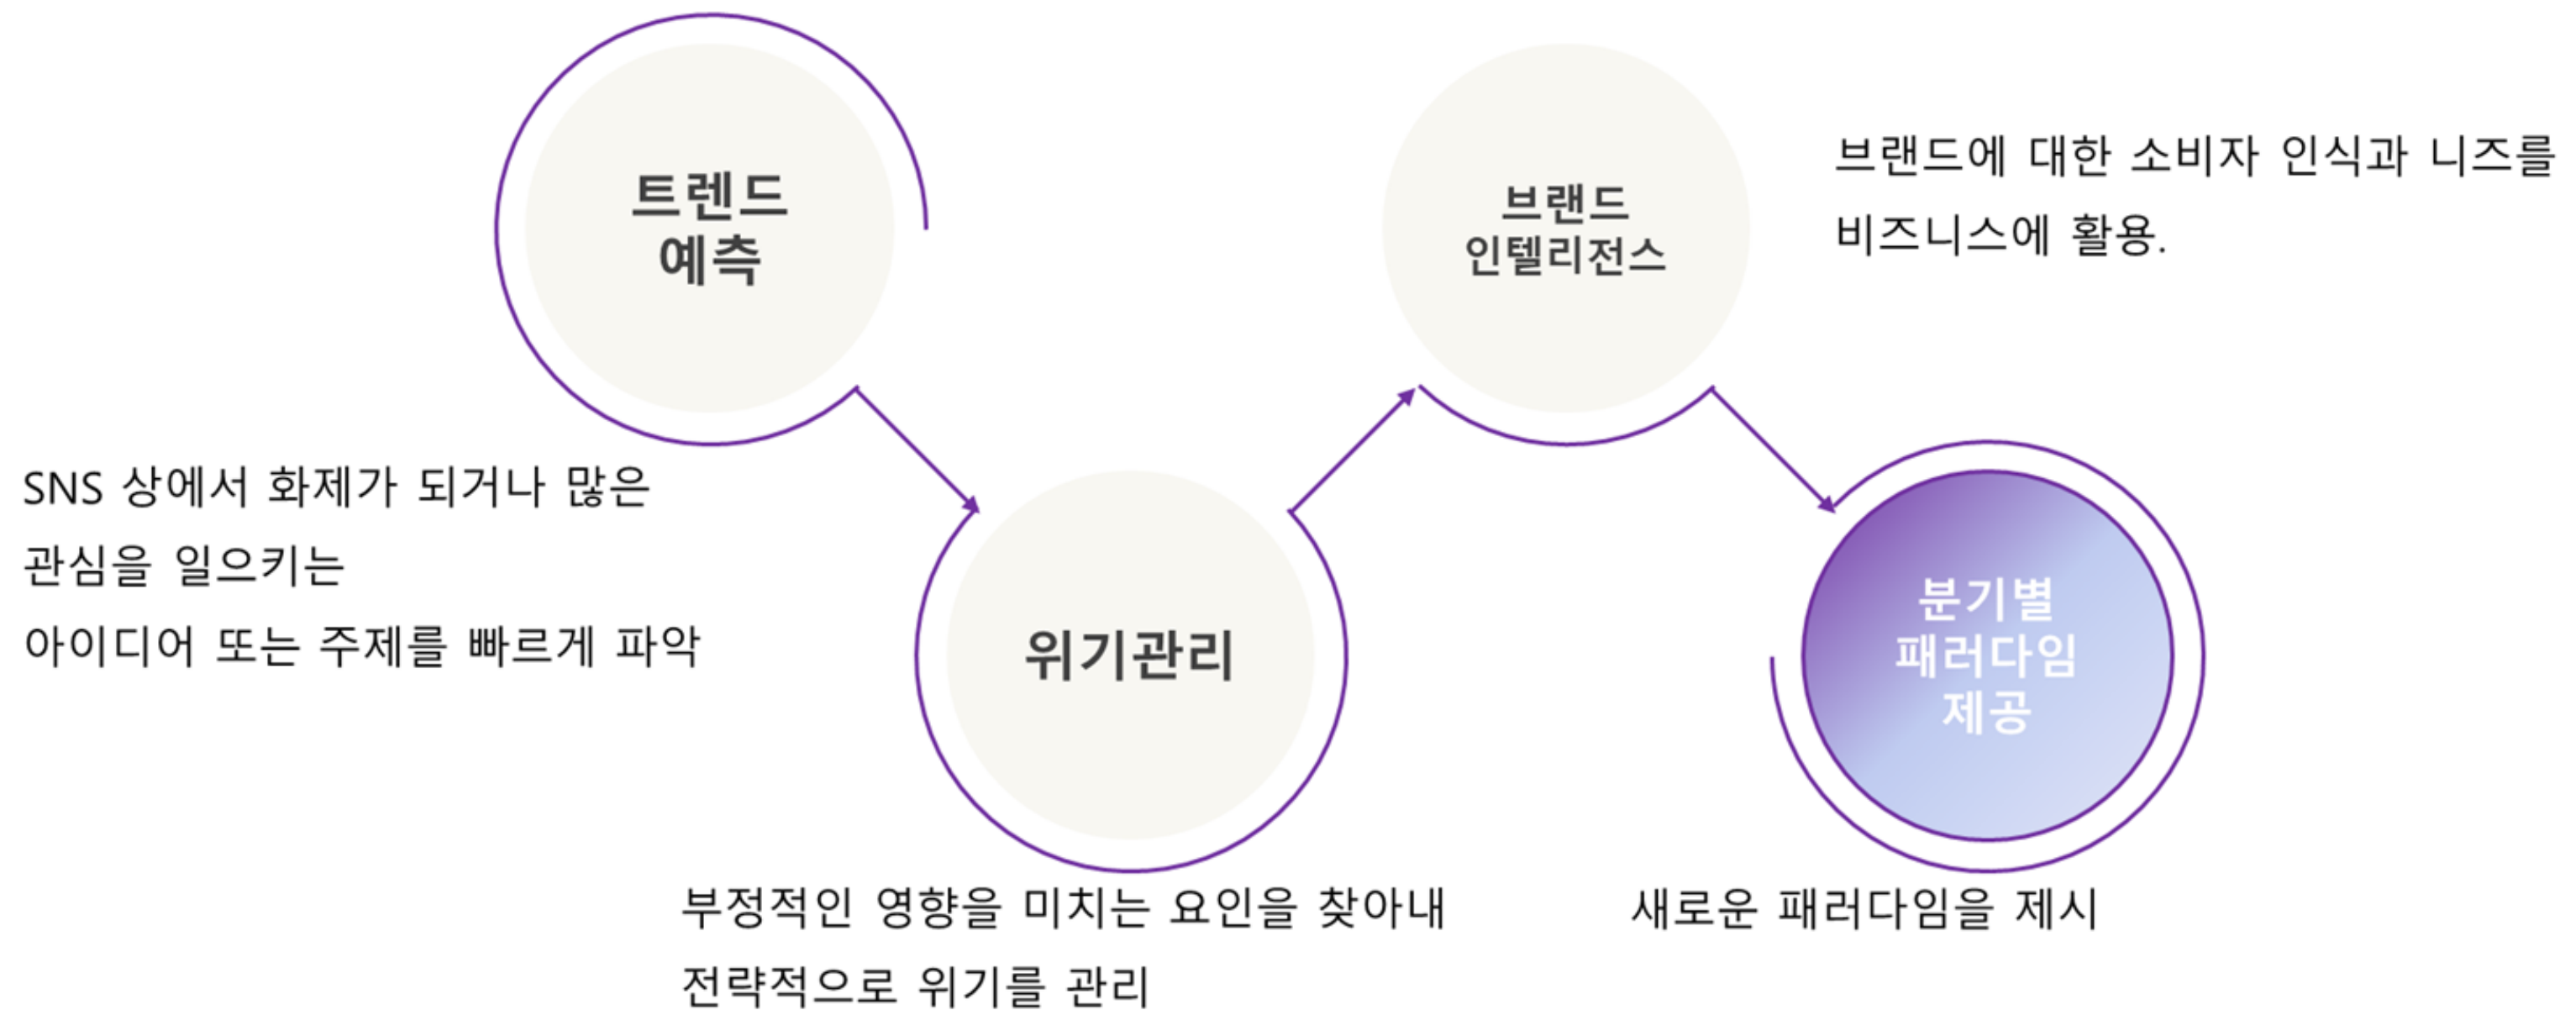 트렌드
예측
SNS 상에서 화제가 되거나 많은
관심을 일으키는
아이디어 또는 주제를 빠르게 파악
위기관리
부정적인 영향을 미치는 요인을 찾아내
전략적으로 위기를 관리
브랜드
인텔리전스
브랜드에 대한 소비자 인식과 니즈를
비즈니스에 활용.
분기별
패러다임
제공
새로운 패러다임을 제시